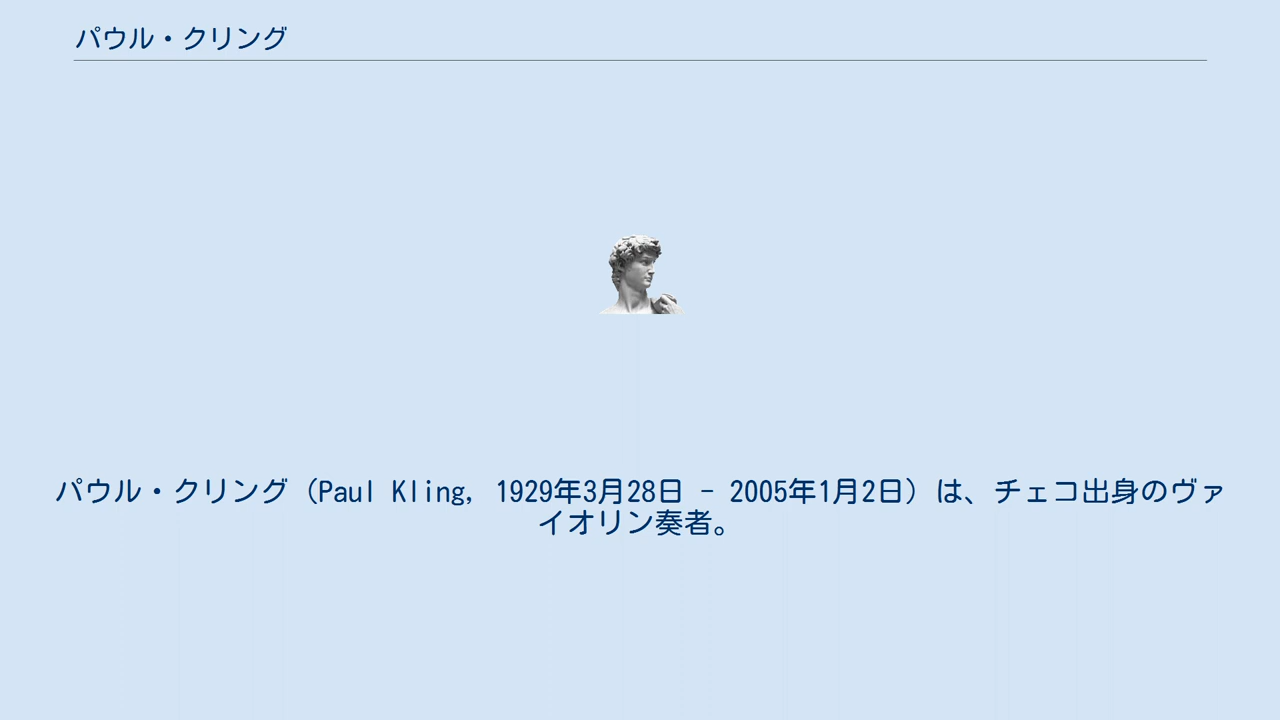 パウル・クリング
パウル・クリング（Paul Kling, 1929年3月28日 - 2005年1月2日）は、チェコ出身のヴァ
イオリン奏者。